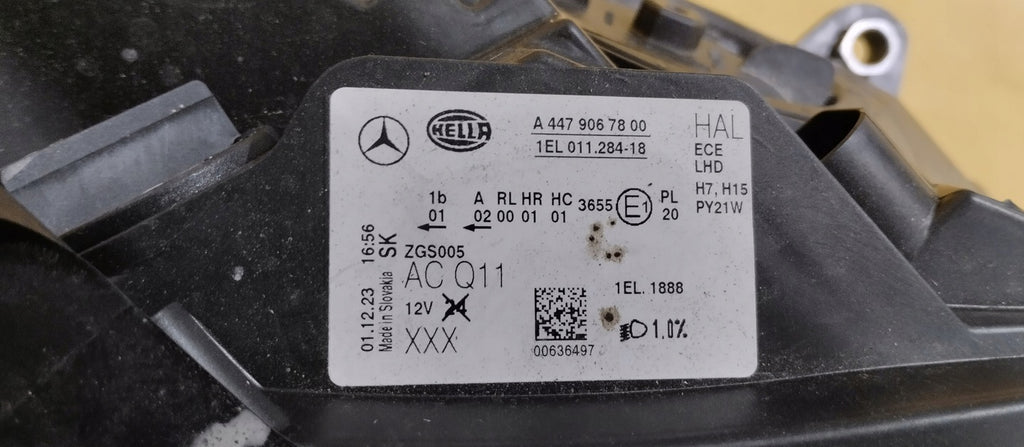 HELLA
A 447 906 78 00
1EL 011.284-18
HAL
ECE
LHD
H7, H15
PY21W
1b A RL HR HC 3655 E1 PL
01 02 00 01 01 20
ZGS005
AC Q11
12V
XXX
01.12.23 16:56
Made in Slovakia SK
1EL. 1888
1,0%
00636497